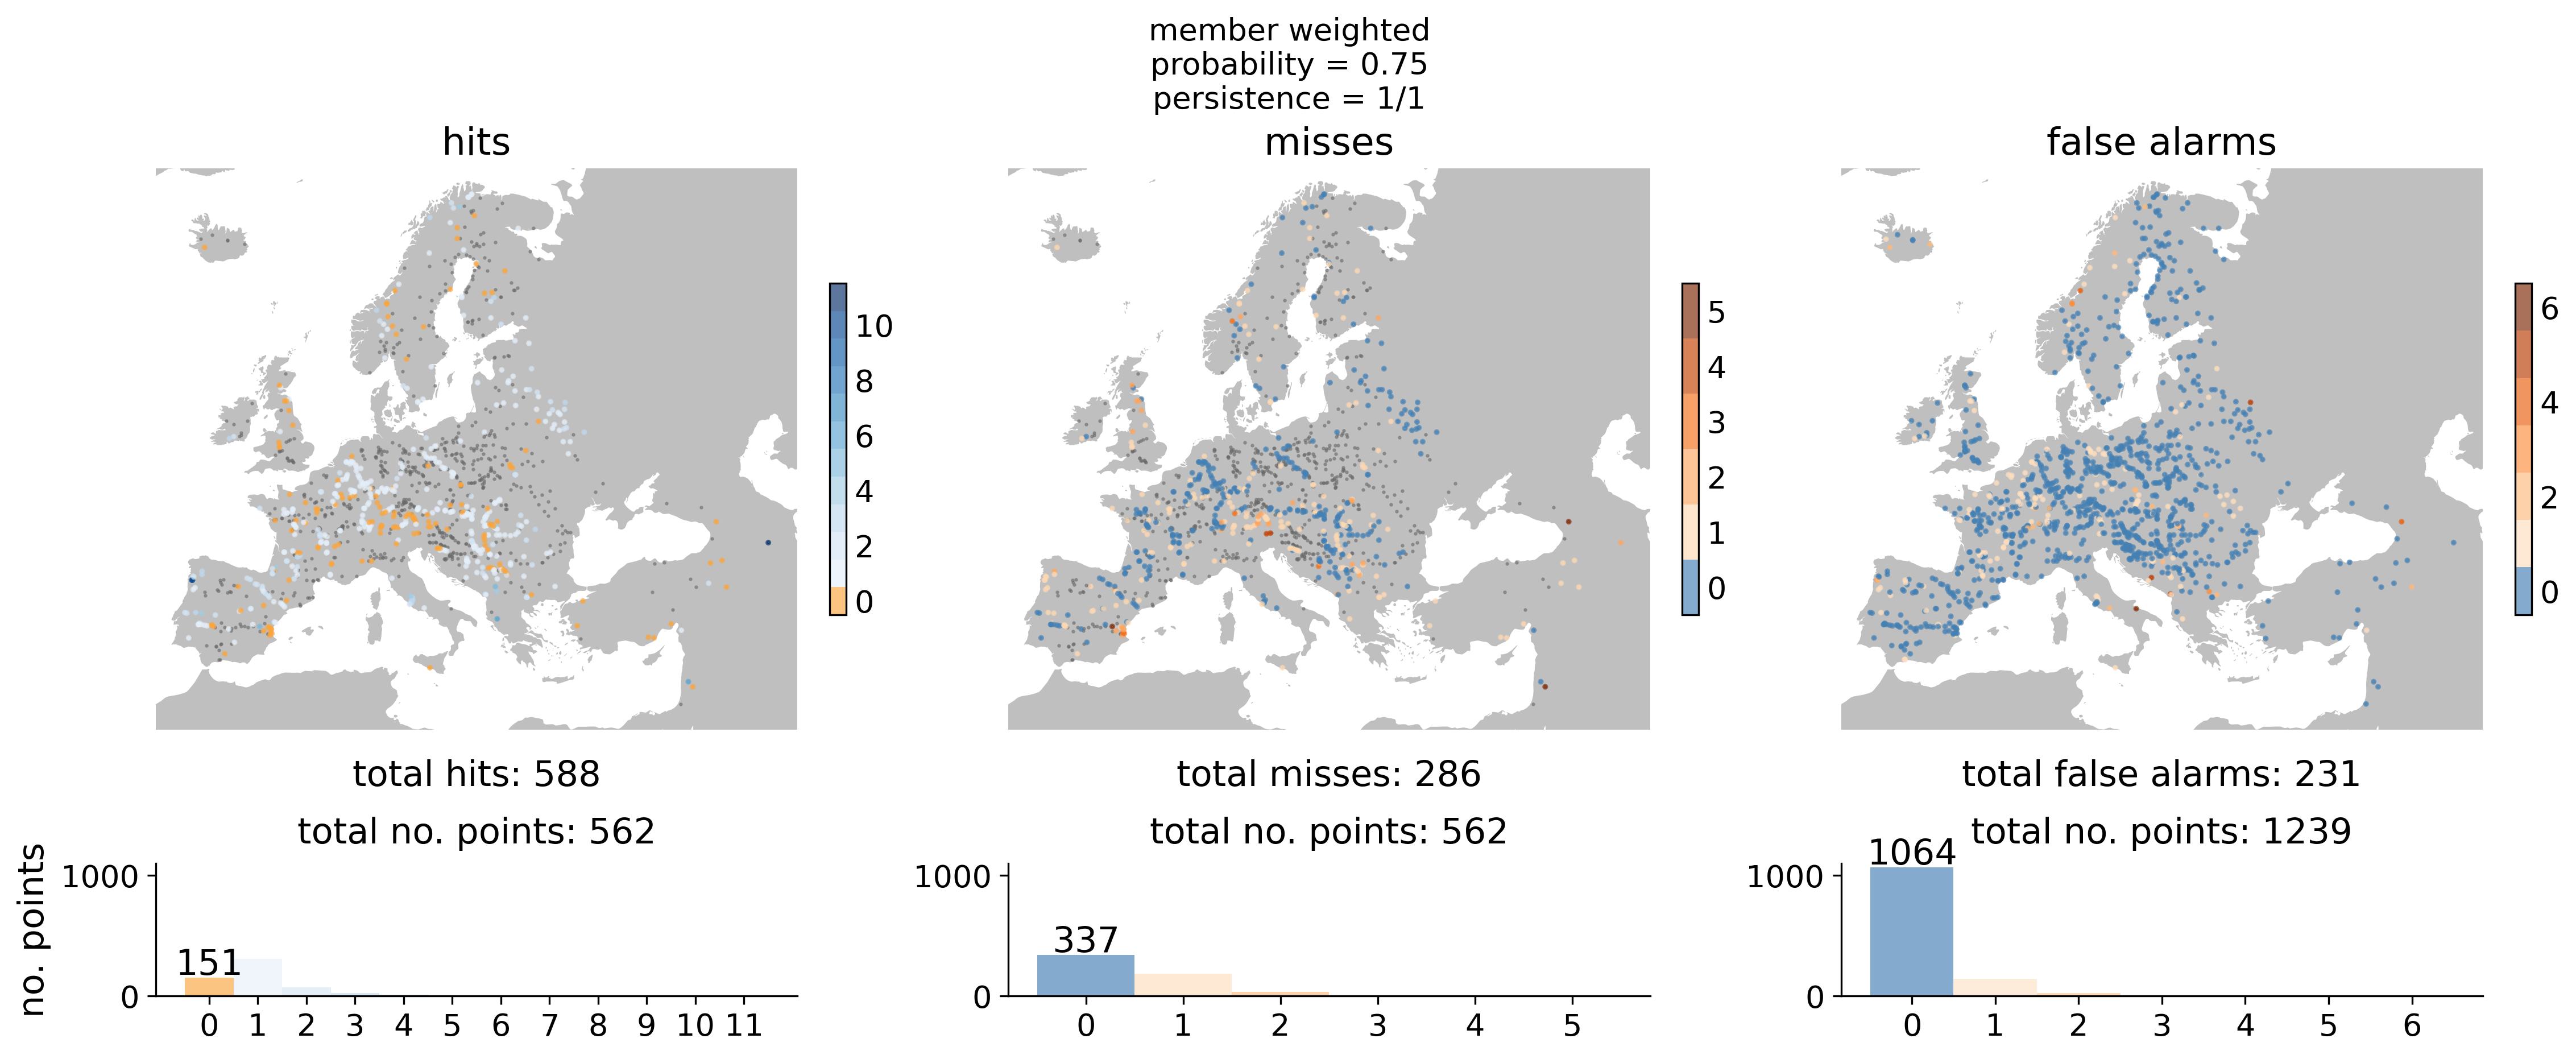 member weighted
probability = 0.75
persistence = 1/1
hits
misses
false alarms
10
8
6
4
2
0
5
4
3
2
1
0
6
4
2
0
total hits: 588
total misses: 286
total false alarms: 231
total no. points: 562
total no. points: 562
total no. points: 1239
no. points
1000
0
151
0 1 2 3 4 5 6 7 8 9 10 11
1000
0
337
0 1 2 3 4 5
1000
0
1064
0 1 2 3 4 5 6